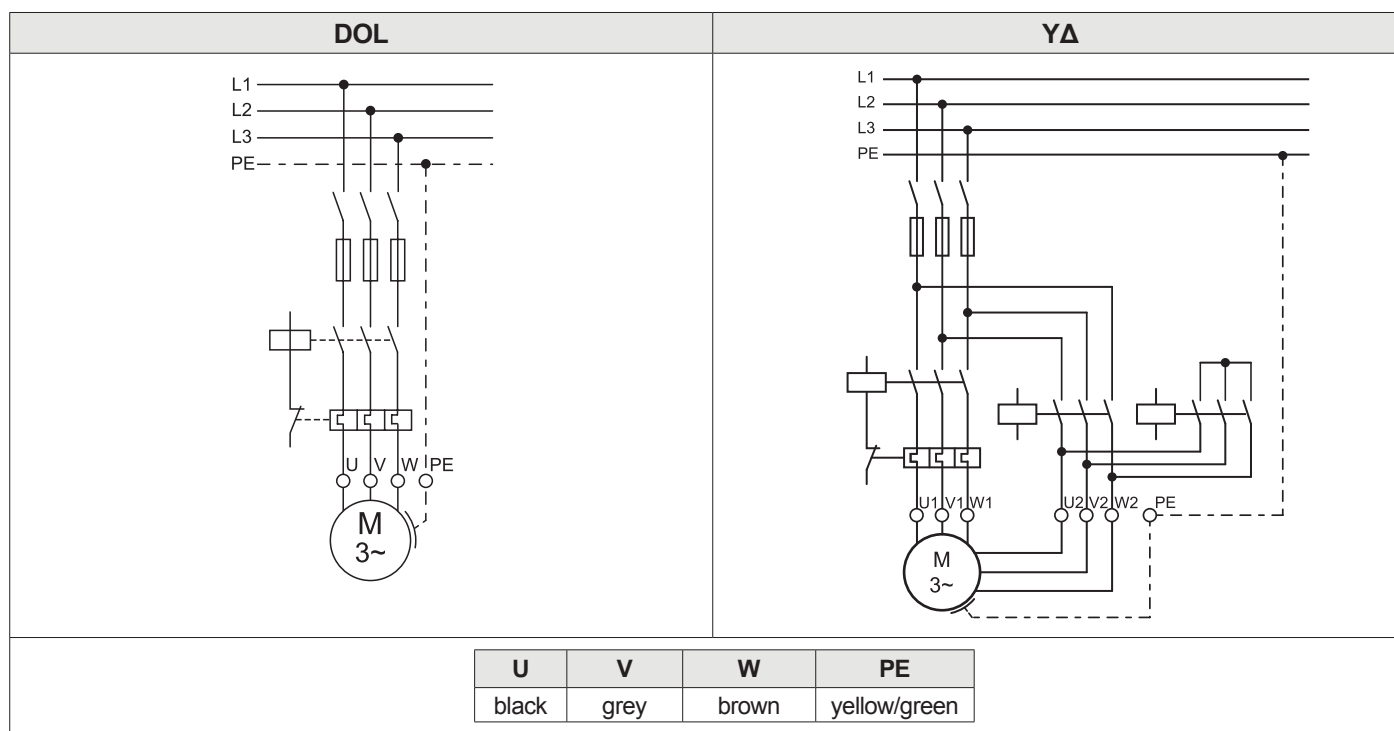 DOL
YΔ
L1
L2
L3
PE
U V W PE
M
3~
L1
L2
L3
PE
U1 V1 W1 U2 V2 W2 PE
M
3~
U V W PE
black grey brown yellow/green